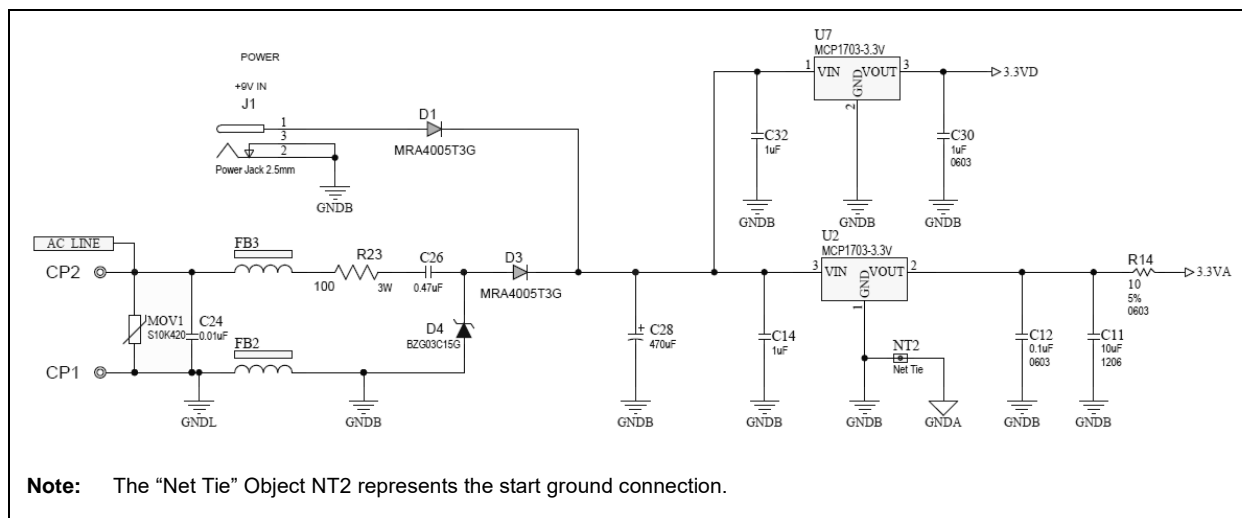 POWER
+9V IN
J1
1
3
2
Power Jack 2.5mm
GNDB
D1
MRA4005T3G
U7
MCP1703-3.3V
1
VIN
VOUT
3
GND
2
3.3VD
C32
1uF
C30
1uF
0603
GNDB
GNDB
GNDB
AC LINE
CP2
FB3
R23
100
3W
C26
0.47uF
D3
MRA4005T3G
MOV1
S10K420
C24
0.01uF
D4
BZG03C15G
FB2
CP1
GNDL
GNDB
C28
470uF
GNDB
C14
1uF
GNDB
U2
MCP1703-3.3V
3
VIN
VOUT
2
GND
1
NT2
Net Tie
GNDB
GNDA
C12
0.1uF
0603
GNDB
C11
10uF
1206
GNDB
R14
10
5%
0603
3.3VA
Note: The “Net Tie” Object NT2 represents the start ground connection.